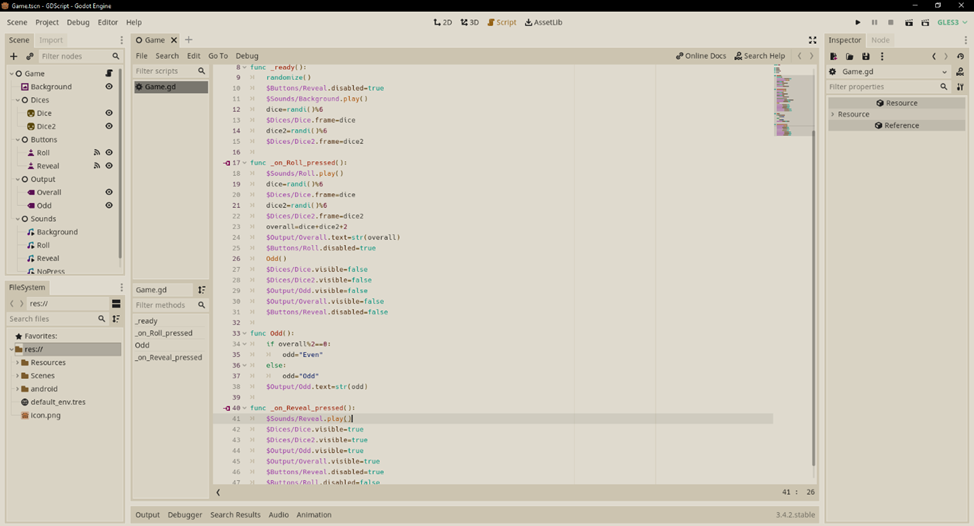 Game.tscn - GDScript - Godot Engine
Scene Project Debug Editor Help
2D 3D Script AssetLib
GLES3
Scene Import
Filter nodes
Game
Background
Dices
Dice
Dice2
Buttons
Roll
Reveal
Output
Overall
Odd
Sounds
Background
Roll
Reveal
NoPress
FileSystem
res://
Search files
Favorites:
res://
Resources
Scenes
android
default_env.tres
icon.png
Game
File Search Edit Go To Debug
Online Docs Search Help
Filter scripts
Game.gd
Game.gd
Filter methods
_ready
_on_Roll_pressed
Odd
_on_Reveal_pressed
8 func _ready():
9 randomize()
10 $Buttons/Reveal.disabled=true
11 $Sounds/Background.play()
12 dice=randi()%6
13 $Dices/Dice.frame=dice
14 dice2=randi()%6
15 $Dices/Dice2.frame=dice2
16
17 func _on_Roll_pressed():
18 $Sounds/Roll.play()
19 dice=randi()%6
20 $Dices/Dice.frame=dice
21 dice2=randi()%6
22 $Dices/Dice2.frame=dice2
23 overall=dice+dice2+2
24 $Output/Overall.text=str(overall)
25 $Buttons/Roll.disabled=true
26 Odd()
27 $Dices/Dice.visible=false
28 $Dices/Dice2.visible=false
29 $Output/Odd.visible=false
30 $Output/Overall.visible=false
31 $Buttons/Reveal.disabled=false
32
33 func Odd():
34 if overall%2==0:
35 odd="Even"
36 else:
37 odd="Odd"
38 $Output/Odd.text=str(odd)
39
40 func _on_Reveal_pressed():
41 $Sounds/Reveal.play()
42 $Dices/Dice.visible=true
43 $Dices/Dice2.visible=true
44 $Output/Odd.visible=true
45 $Output/Overall.visible=true
46 $Buttons/Reveal.disabled=true
47 $Buttons/Roll.disabled=false
41 : 26
Output Debugger Search Results Audio Animation
3.4.2.stable
Inspector Node
Game.gd
Filter properties
Resource
Resource
Reference